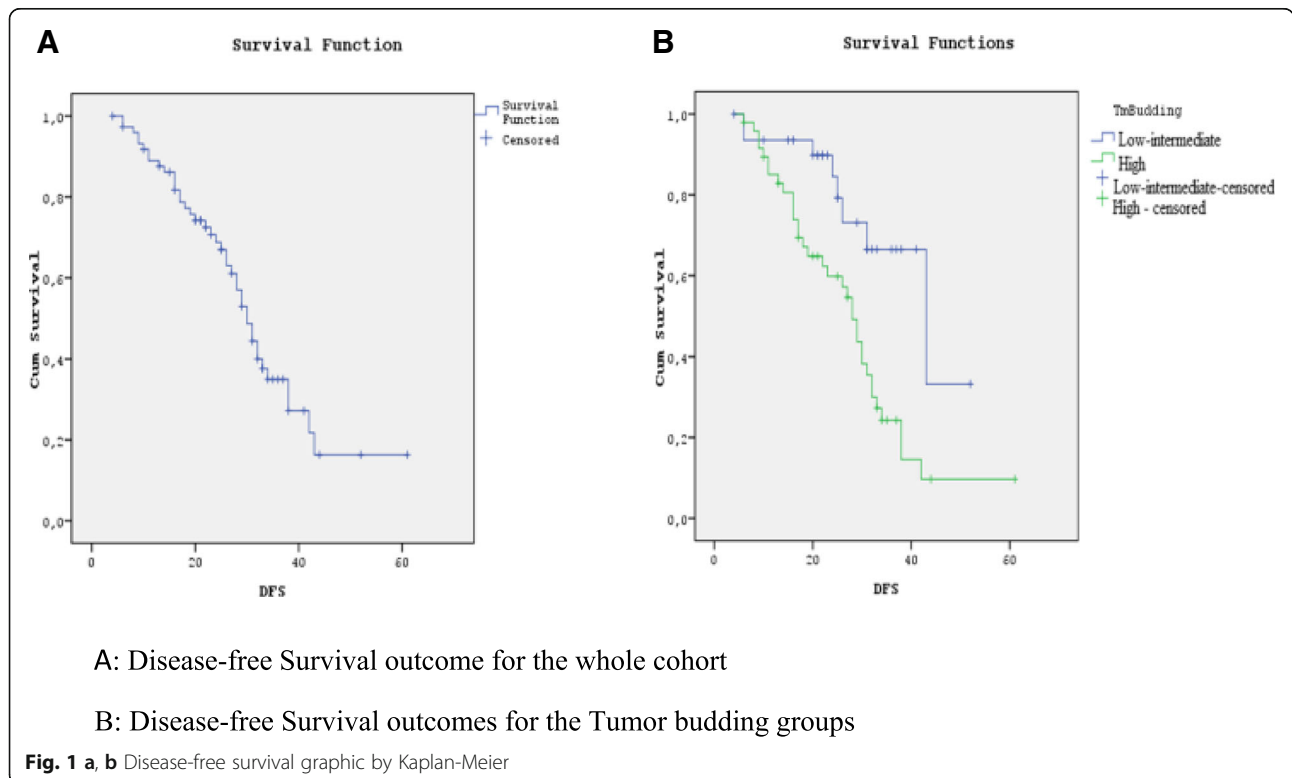 A
Survival Function
1,0
0,8
0,6
0,4
0,2
0,0
Cum Survival
0
20
40
60
DFS
Survival Function
Censored
B
Survival Functions
1,0
0,8
0,6
0,4
0,2
0,0
Cum Survival
0
20
40
60
DFS
TmBudding
Low-intermediate
High
Low-intermediate-censored
High - censored
A: Disease-free Survival outcome for the whole cohort
B: Disease-free Survival outcomes for the Tumor budding groups
Fig. 1 a, b Disease-free survival graphic by Kaplan-Meier